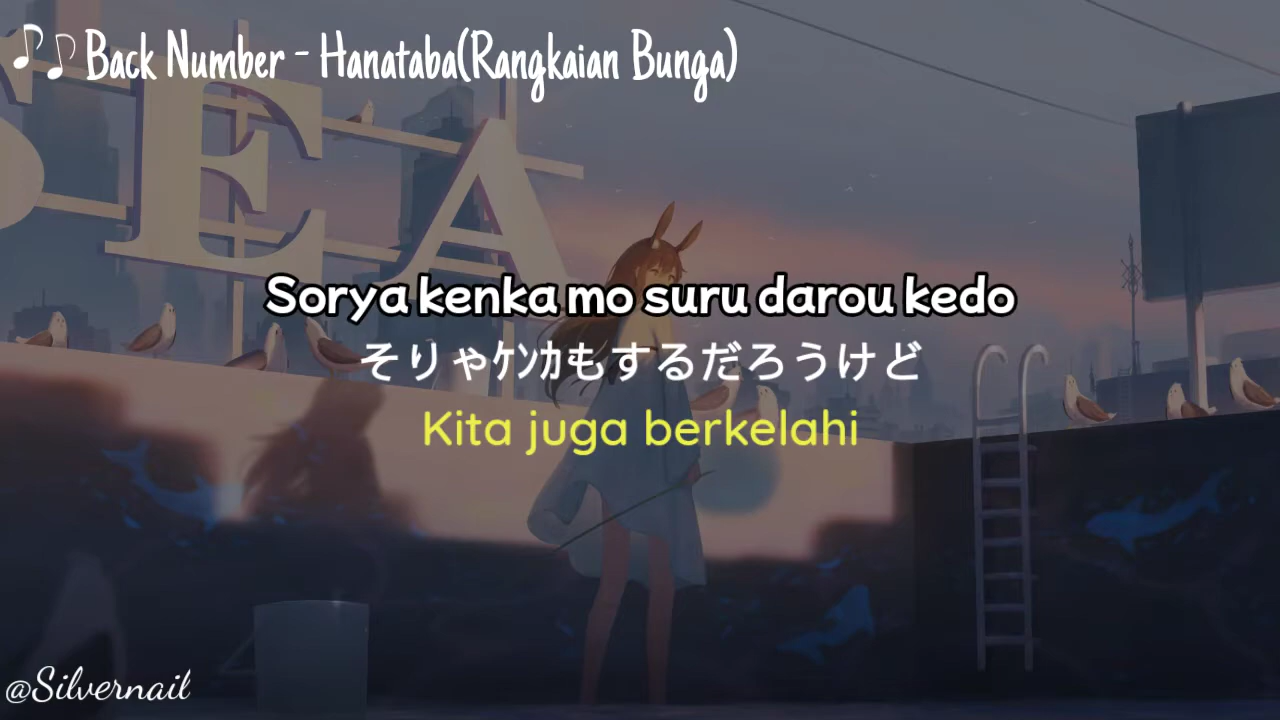 ♪♫ Back Number - Hanataba(Rangkaian Bunga)
SEA
Sorya kenka mo suru darou kedo
そりゃｹﾝｶもするだろうけど
Kita juga berkelahi
@Silvernail